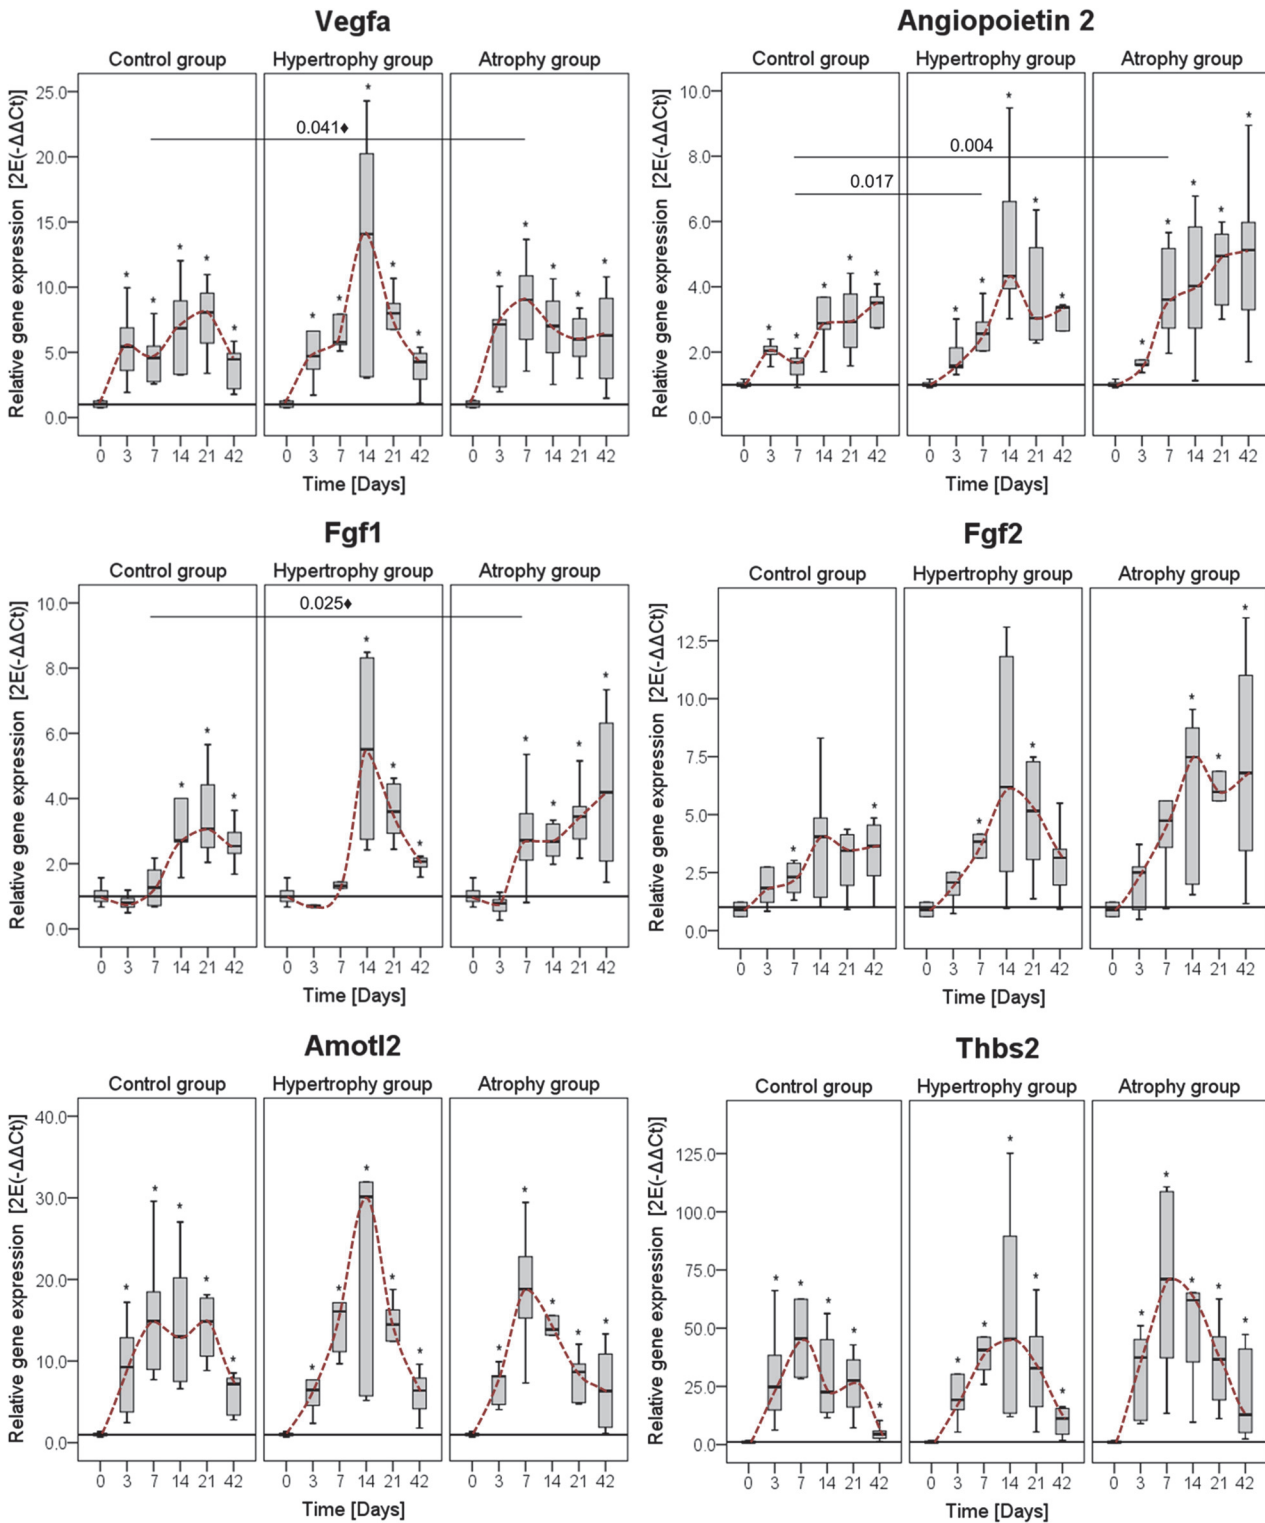 Vegfa
Control group Hypertrophy group Atrophy group
Relative gene expression [2E(-ΔΔCt)]
25.0
20.0
15.0
10.0
5.0
0.0
0.041♦
* * * * *
* * * * *
* * * * *
0 3 7 14 21 42 0 3 7 14 21 42 0 3 7 14 21 42
Time [Days]
Angiopoietin 2
Control group Hypertrophy group Atrophy group
Relative gene expression [2E(-ΔΔCt)]
10.0
8.0
6.0
4.0
2.0
0.0
0.004
0.017
* * * * *
* * * * *
* * * * *
0 3 7 14 21 42 0 3 7 14 21 42 0 3 7 14 21 42
Time [Days]
Fgf1
Control group Hypertrophy group Atrophy group
Relative gene expression [2E(-ΔΔCt)]
10.0
8.0
6.0
4.0
2.0
0.0
0.025♦
* * *
* * *
* * * *
0 3 7 14 21 42 0 3 7 14 21 42 0 3 7 14 21 42
Time [Days]
Fgf2
Control group Hypertrophy group Atrophy group
Relative gene expression [2E(-ΔΔCt)]
12.5
10.0
7.5
5.0
2.5
0.0
* *
* *
* * *
0 3 7 14 21 42 0 3 7 14 21 42 0 3 7 14 21 42
Time [Days]
Amotl2
Control group Hypertrophy group Atrophy group
Relative gene expression [2E(-ΔΔCt)]
40.0
30.0
20.0
10.0
0.0
* * * * *
* * * * *
* * * * *
0 3 7 14 21 42 0 3 7 14 21 42 0 3 7 14 21 42
Time [Days]
Thbs2
Control group Hypertrophy group Atrophy group
Relative gene expression [2E(-ΔΔCt)]
125.0
100.0
75.0
50.0
25.0
0.0
* * * * *
* * * * *
* * * * *
0 3 7 14 21 42 0 3 7 14 21 42 0 3 7 14 21 42
Time [Days]